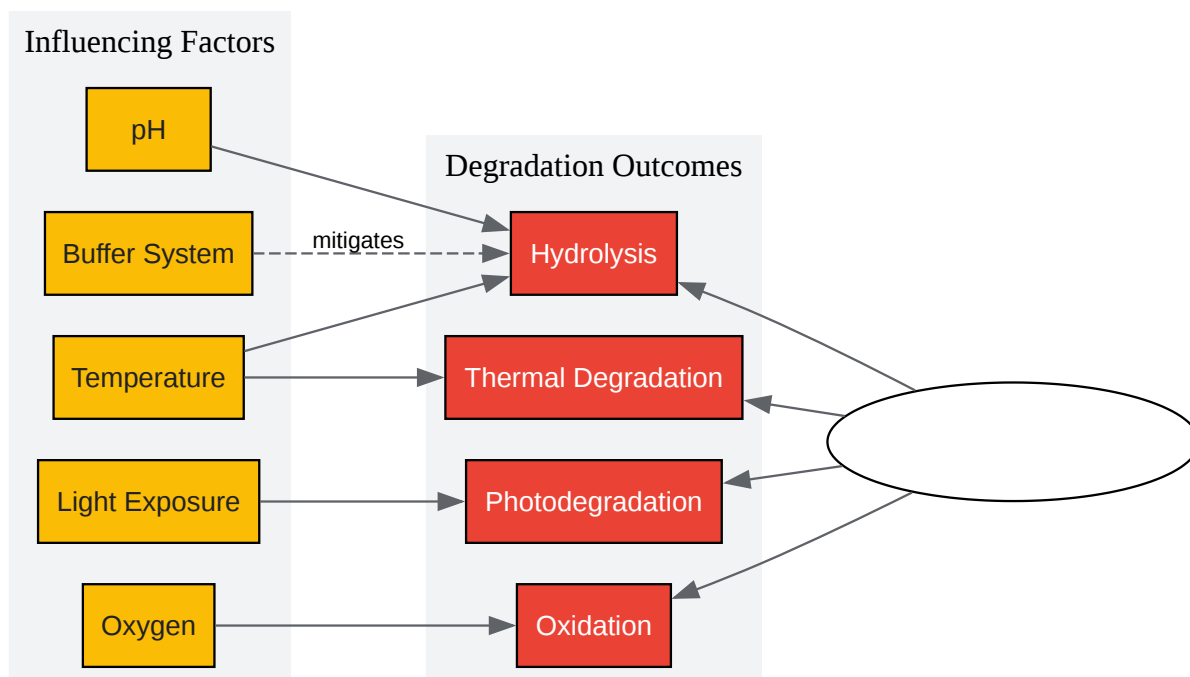 Influencing Factors
pH
Degradation Outcomes
Buffer System
mitigates
Hydrolysis
Temperature
Thermal Degradation
Light Exposure
Photodegradation
Oxygen
Oxidation